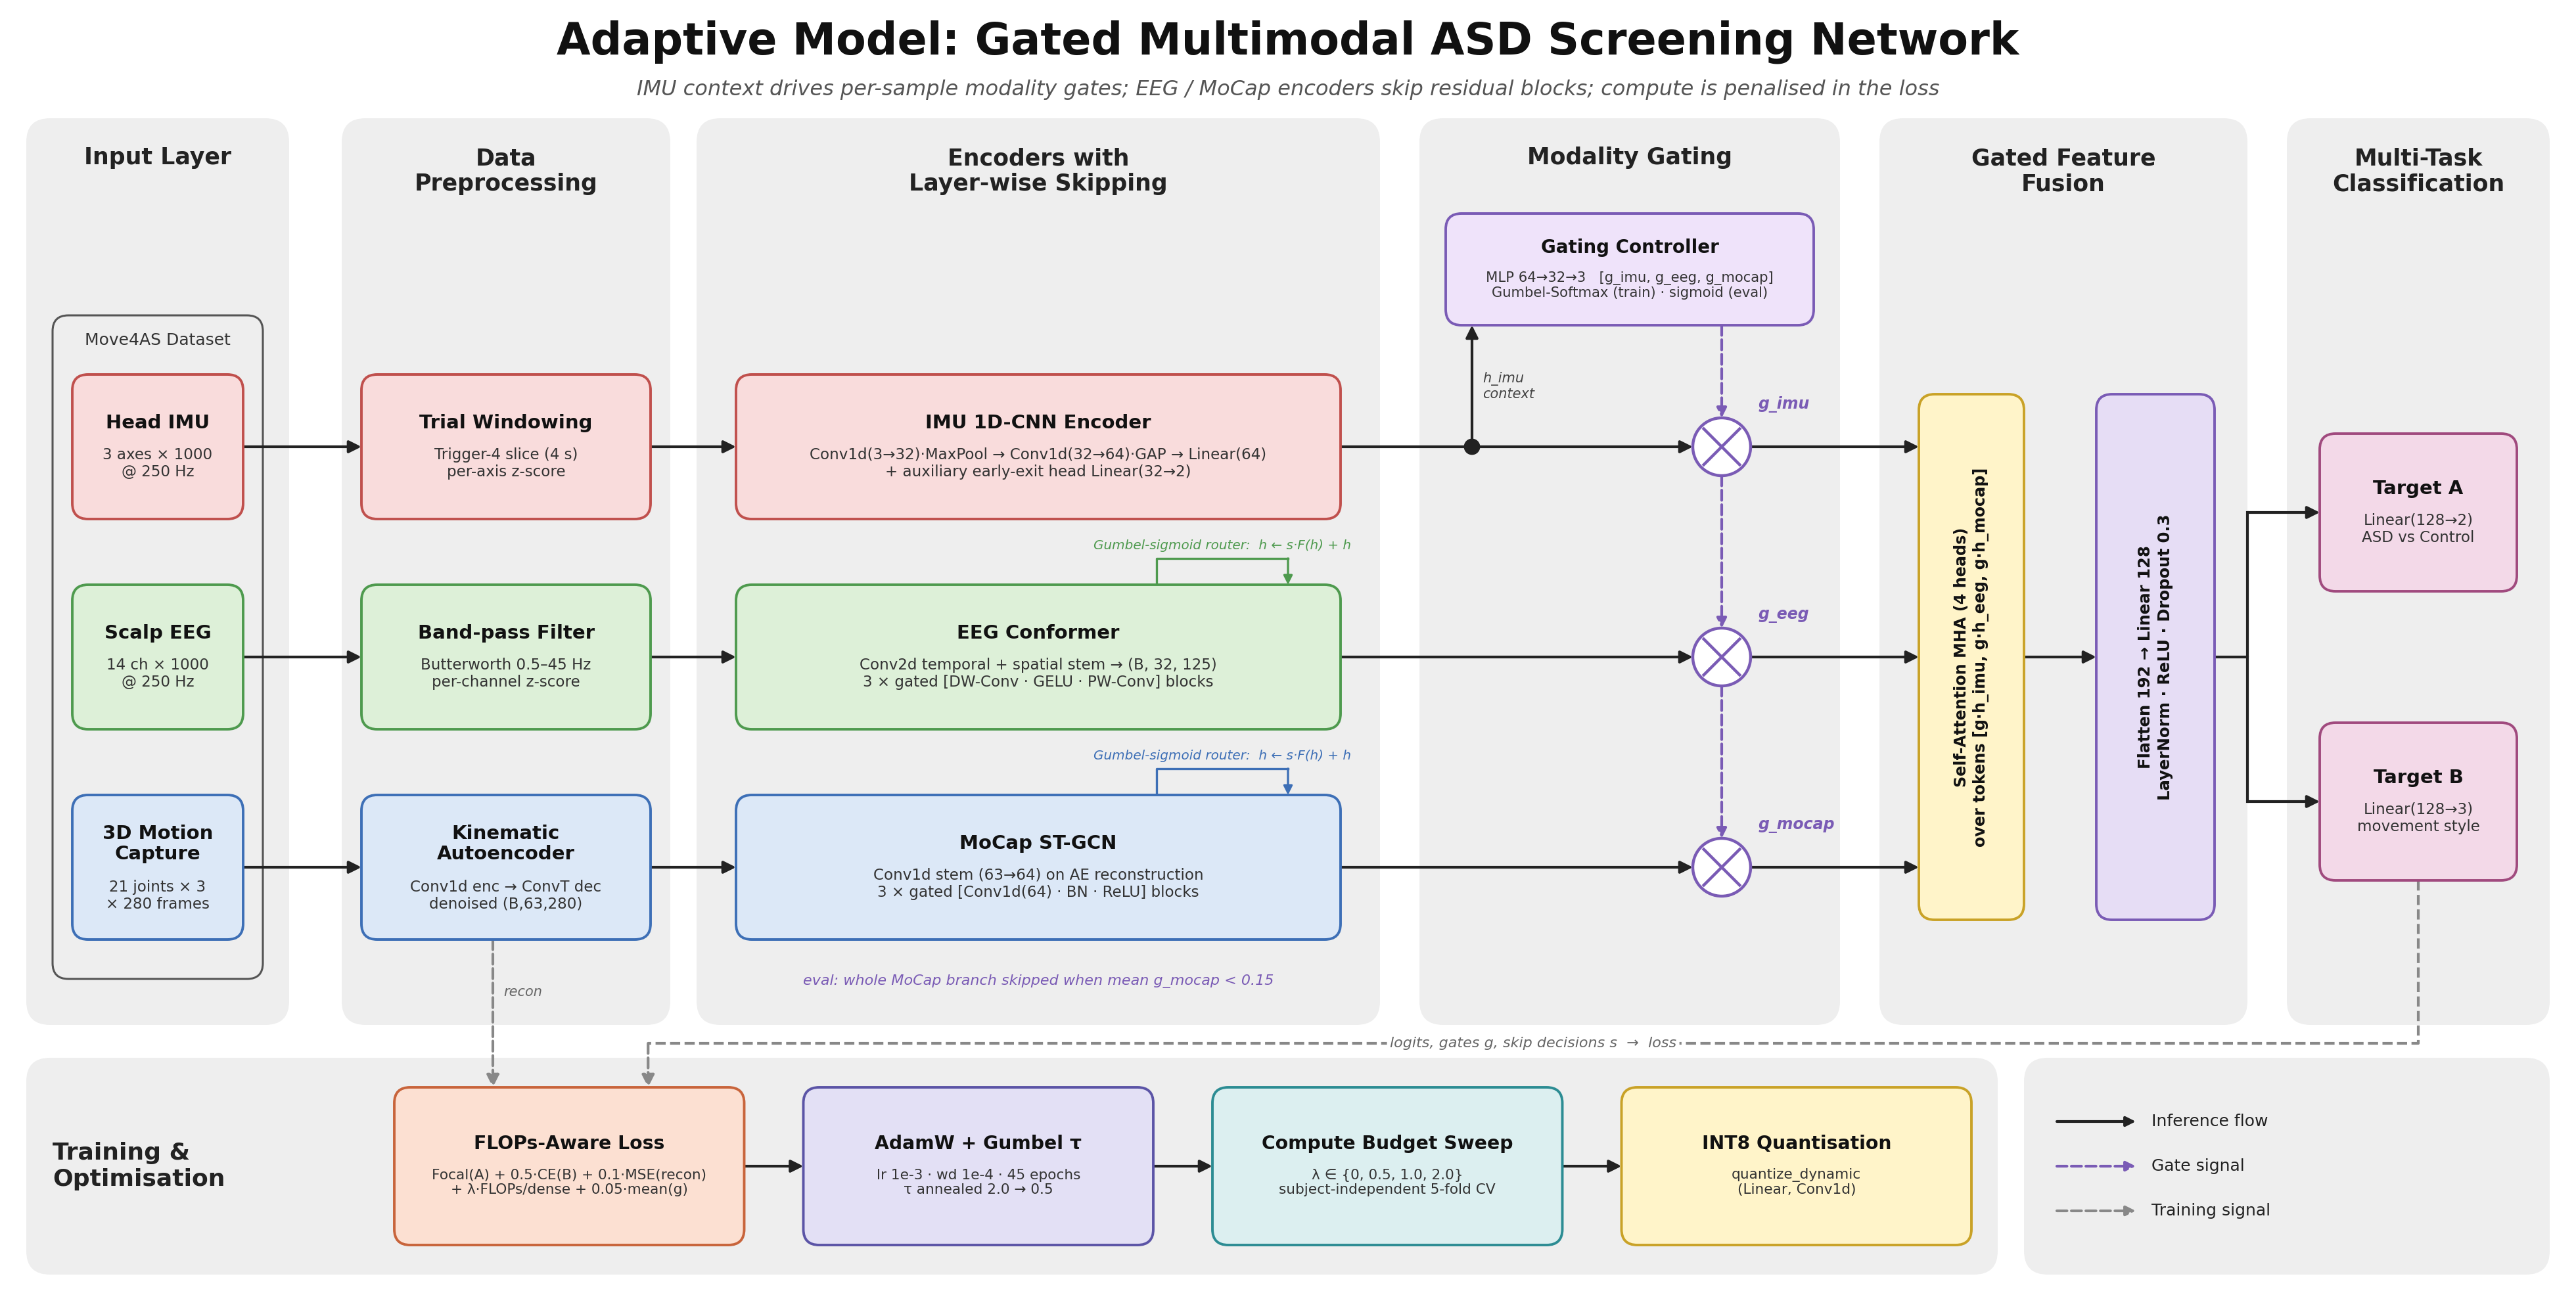 Adaptive Model: Gated Multimodal ASD Screening Network
IMU context drives per-sample modality gates; EEG / MoCap encoders skip residual blocks; compute is penalised in the loss
Input Layer
Move4AS Dataset
Head IMU
3 axes × 1000
@ 250 Hz
Scalp EEG
14 ch × 1000
@ 250 Hz
3D Motion
Capture
21 joints × 3
× 280 frames
Data
Preprocessing
Trial Windowing
Trigger-4 slice (4 s)
per-axis z-score
Band-pass Filter
Butterworth 0.5–45 Hz
per-channel z-score
Kinematic
Autoencoder
Conv1d enc → ConvT dec
denoised (B,63,280)
recon
Encoders with
Layer-wise Skipping
IMU 1D-CNN Encoder
Conv1d(3→32)·MaxPool → Conv1d(32→64)·GAP → Linear(64)
+ auxiliary early-exit head Linear(32→2)
Gumbel-sigmoid router:  h ← s·F(h) + h
EEG Conformer
Conv2d temporal + spatial stem → (B, 32, 125)
3 × gated [DW-Conv · GELU · PW-Conv] blocks
Gumbel-sigmoid router:  h ← s·F(h) + h
MoCap ST-GCN
Conv1d stem (63→64) on AE reconstruction
3 × gated [Conv1d(64) · BN · ReLU] blocks
eval: whole MoCap branch skipped when mean g_mocap < 0.15
Modality Gating
Gating Controller
MLP 64→32→3   [g_imu, g_eeg, g_mocap]
Gumbel-Softmax (train) · sigmoid (eval)
h_imu
context
g_imu
g_eeg
g_mocap
Gated Feature
Fusion
Self-Attention MHA (4 heads)
over tokens [g·h_imu, g·h_eeg, g·h_mocap]
Flatten 192 → Linear 128
LayerNorm · ReLU · Dropout 0.3
Multi-Task
Classification
Target A
Linear(128→2)
ASD vs Control
Target B
Linear(128→3)
movement style
logits, gates g, skip decisions s  →  loss
Training &
Optimisation
FLOPs-Aware Loss
Focal(A) + 0.5·CE(B) + 0.1·MSE(recon)
+ λ·FLOPs/dense + 0.05·mean(g)
AdamW + Gumbel τ
lr 1e-3 · wd 1e-4 · 45 epochs
τ annealed 2.0 → 0.5
Compute Budget Sweep
λ ∈ {0, 0.5, 1.0, 2.0}
subject-independent 5-fold CV
INT8 Quantisation
quantize_dynamic
(Linear, Conv1d)
Inference flow
Gate signal
Training signal